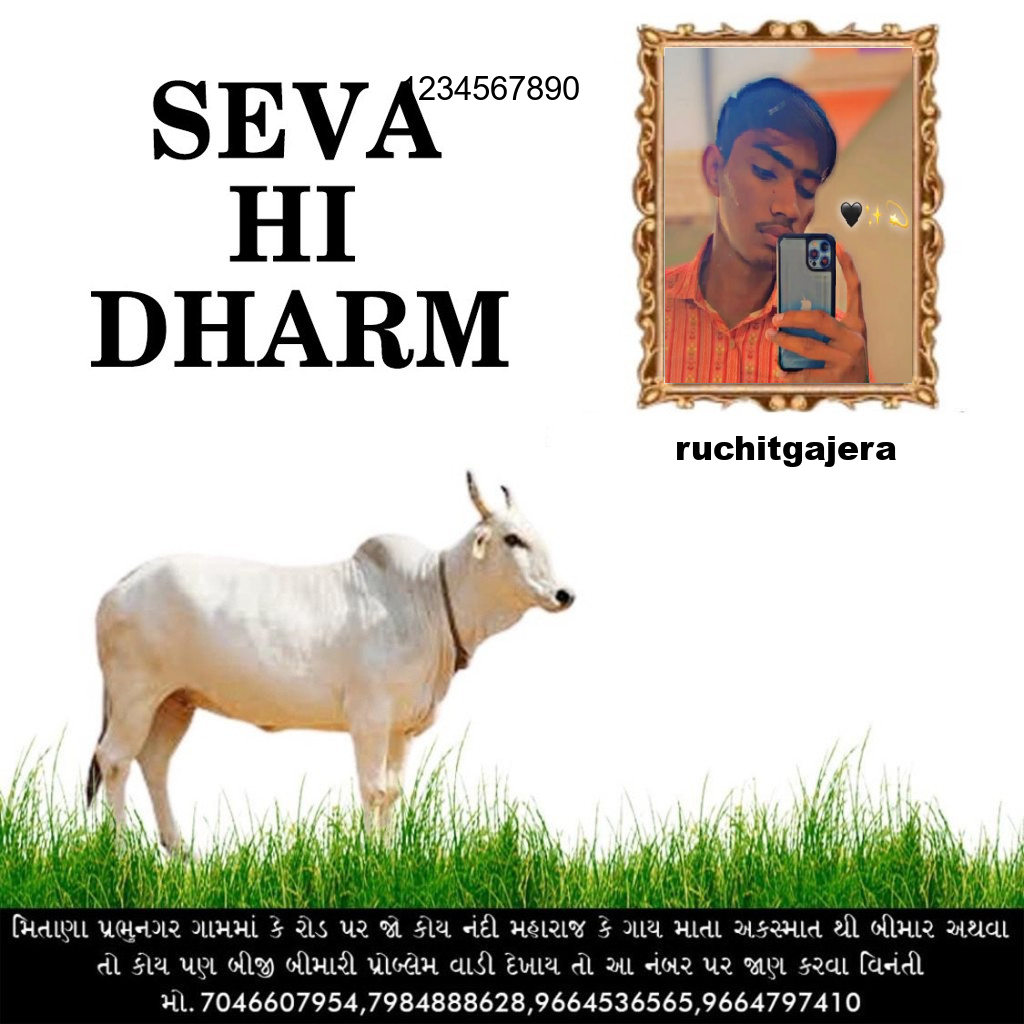 SEVA
1234567890
HI
DHARM
ruchitgajera
મિતાણા પ્રભુનગર ગામમાં કે રોડ પર જો કોય નંદી મહારાજ કે ગાય માતા અકસ્માત થી બીમાર અથવા
તો કોય પણ બીજી બીમારી પ્રોબ્લેમ વાડી દેખાય તો આ નંબર પર જાણ કરવા વિનંતી
મો. 7046607954,7984888628,9664536565,9664797410